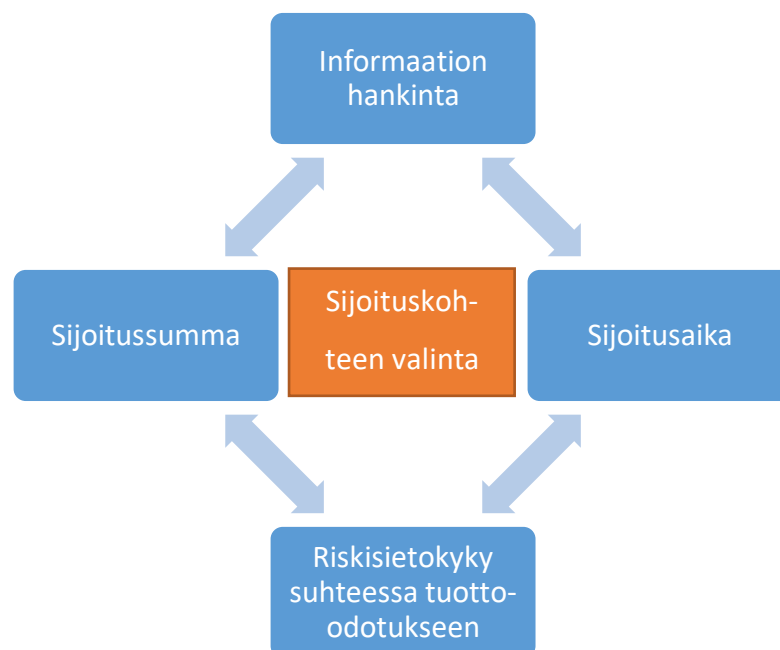 Informaation
hankinta
Sijoitussumma
Sijoituskoh-
teen valinta
Sijoitusaika
Riskisietokyky
suhteessa tuotto-
odotukseen